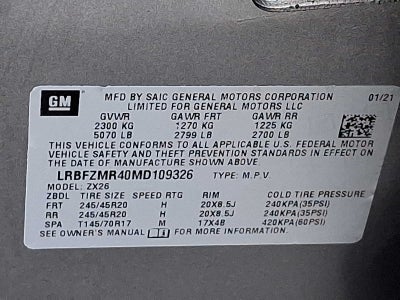 GM
MFD BY SAIC GENERAL MOTORS CORPORATION 01/21
LIMITED FOR GENERAL MOTORS LLC
GVWR GAWR FRT GAWR RR
2300 KG 1270 KG 1225 KG
5070 LB 2799 LB 2700 LB
THIS VEHICLE CONFORMS TO ALL APPLICABLE U.S. FEDERAL MOTOR
VEHICLE SAFETY AND THEFT PREVENTION STANDARDS IN EFFECT ON
THE DATE OF MANUFACTURE SHOWN ABOVE.
LRBFZMR40MD109326 TYPE: M.P.V.
MODEL: ZX26
ZBDL TIRE SIZE SPEED RTG RIM COLD TIRE PRESSURE
FRT 245/45R20 H 20X8.5J 240KPA(35PSI)
RR 245/45R20 H 20X8.5J 240KPA(35PSI)
SPA T145/70R17 M 17X4B 420KPA(60PSI)
SEE OWNER'S MANUAL FOR MORE INFORMATION.